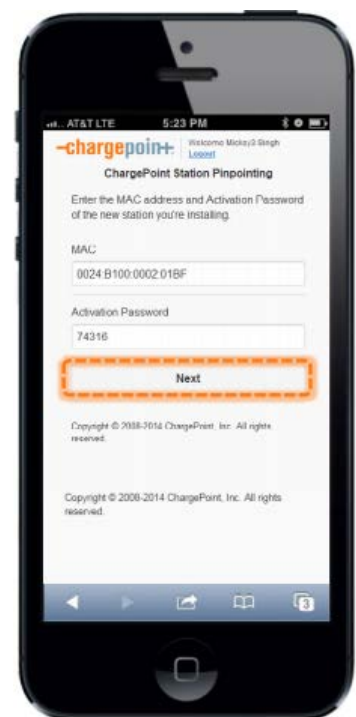 AT&T LTE 5:23 PM
-chargepoin+. Welcome Mickey3 Singh
Logout
ChargePoint Station Pinpointing
Enter the MAC address and Activation Password
of the new station you're installing.
MAC
0024:B100:0002:01BF
Activation Password
74316
Next
Copyright © 2008-2014 ChargePoint, Inc. All rights
reserved.
Copyright © 2008-2014 ChargePoint, Inc. All rights
reserved.
3